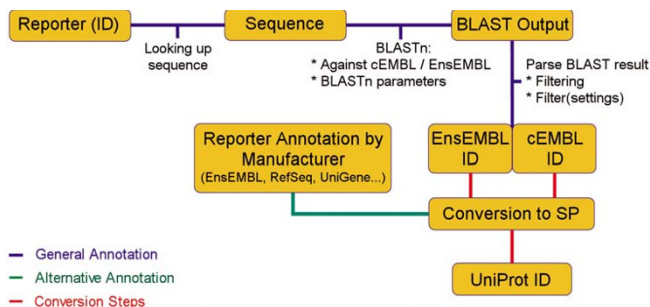 Reporter (ID)
Sequence
BLAST Output
Looking up
sequence
BLASTn:
* Against cEMBL / EnsEMBL
* BLASTn parameters
Parse BLAST result
* Filtering
* Filter(settings)
Reporter Annotation by
Manufacturer
(EnsEMBL, RefSeq, UniGene...)
EnsEMBL
ID
cEMBL
ID
Conversion to SP
UniProt ID
General Annotation
Alternative Annotation
Conversion Steps